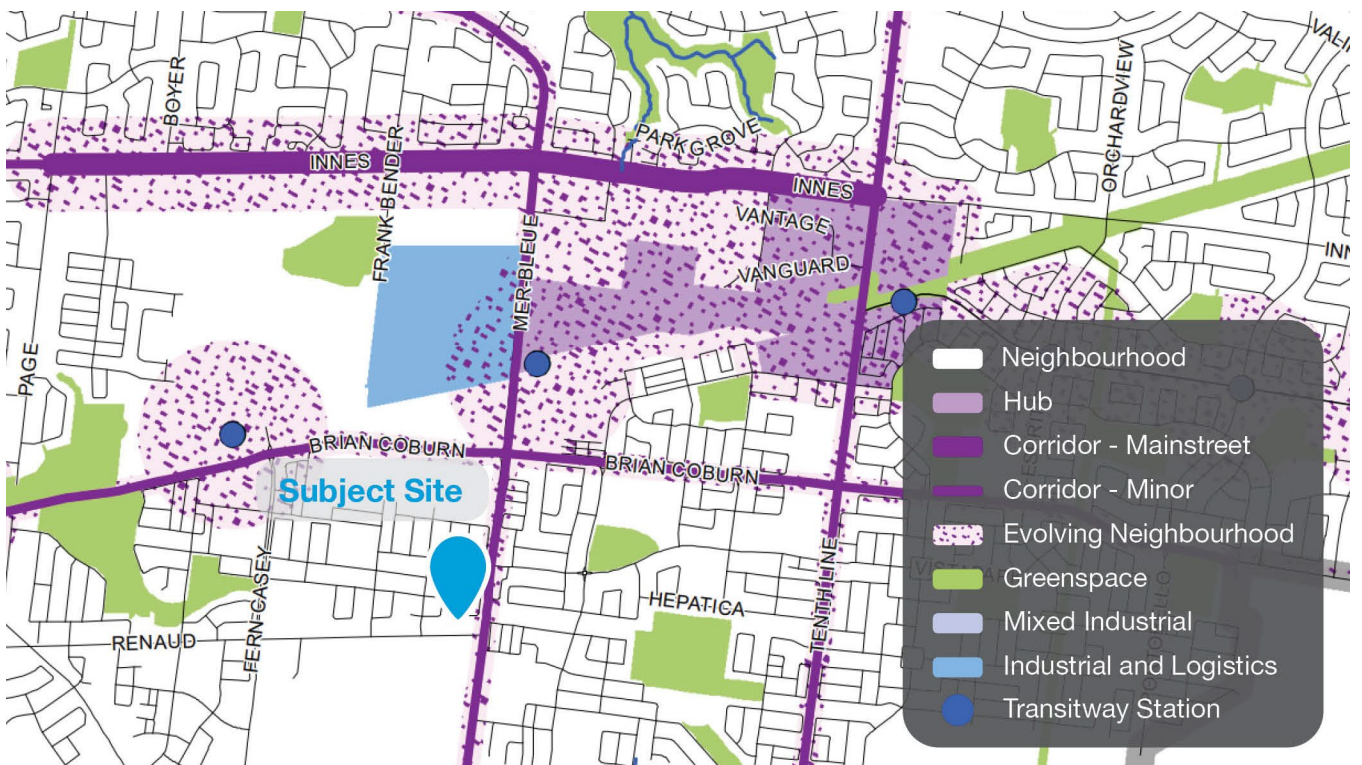 VALI
BOYER
ORCHARDVIEW
PARKGROVE
FRANK-BENDER
INNES
INNES
VANTAGE
MER-BLEUE
INN
VANGUARD
PAGE
BRIAN COBURN
BRIAN COBURN
Subject Site
FERN-CASEY
HEPATICA
TENTH LINE
RENAUD
Neighbourhood
Hub
Corridor - Mainstreet
Corridor - Minor
Evolving Neighbourhood
Greenspace
Mixed Industrial
Industrial and Logistics
Transitway Station